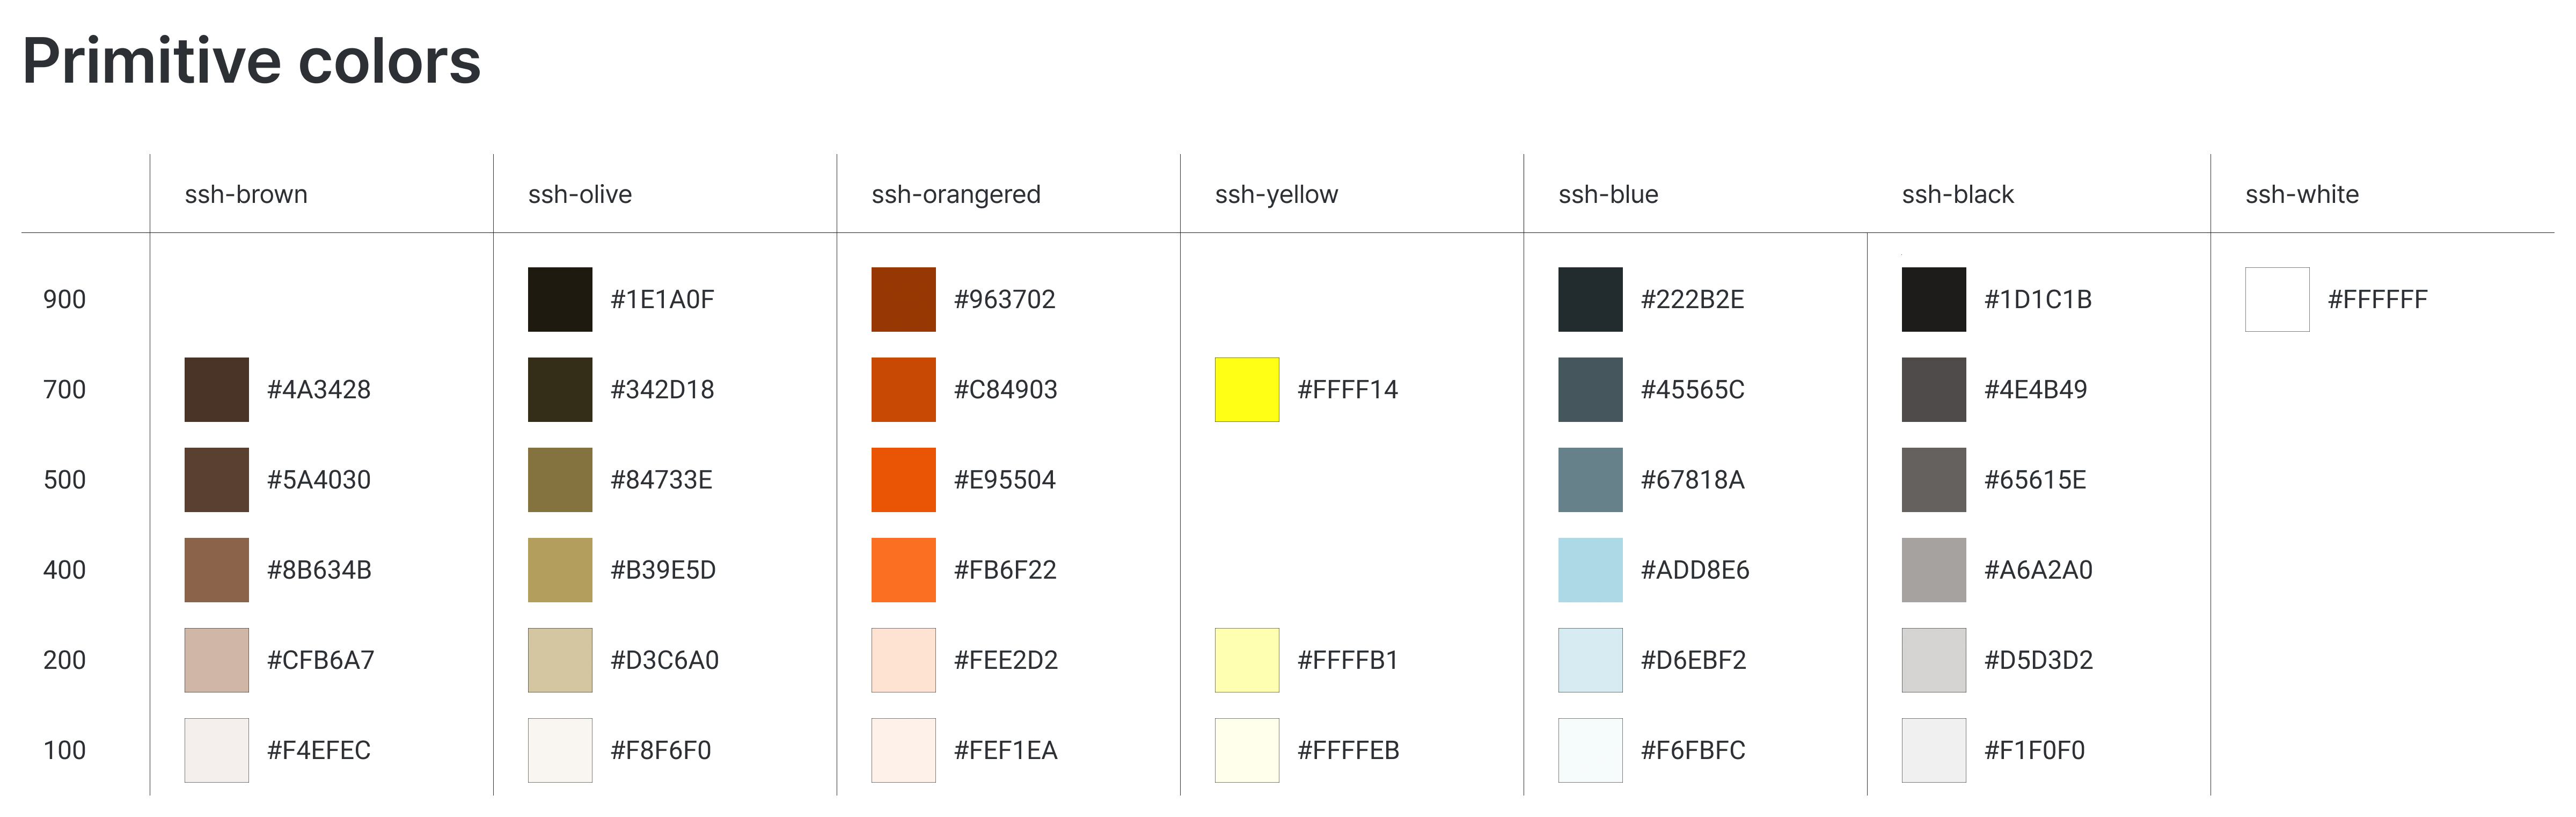 Primitive colors
ssh-brown ssh-olive ssh-orangered ssh-yellow ssh-blue ssh-black ssh-white
900 #1E1A0F #963702 #222B2E #1D1C1B #FFFFFF
700 #4A3428 #342D18 #C84903 #FFFF14 #45565C #4E4B49
500 #5A4030 #84733E #E95504 #67818A #65615E
400 #8B634B #B39E5D #FB6F22 #ADD8E6 #A6A2A0
200 #CFB6A7 #D3C6A0 #FEE2D2 #FFFFB1 #D6EBF2 #D5D3D2
100 #F4EFEC #F8F6F0 #FEF1EA #FFFFEB #F6FBFC #F1F0F0